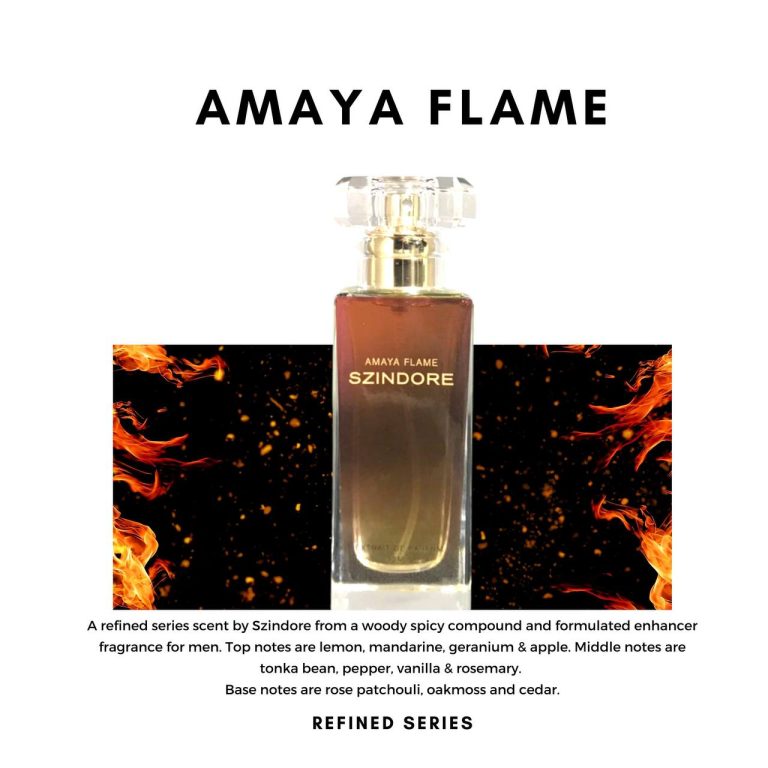 AMAYA FLAME
AMAYA FLAME
SZINDORE
A refined series scent by Szindore from a woody spicy compound and formulated enhancer
fragrance for men. Top notes are lemon, mandarine, geranium & apple. Middle notes are
tonka bean, pepper, vanilla & rosemary.
Base notes are rose patchouli, oakmoss and cedar.
REFINED SERIES